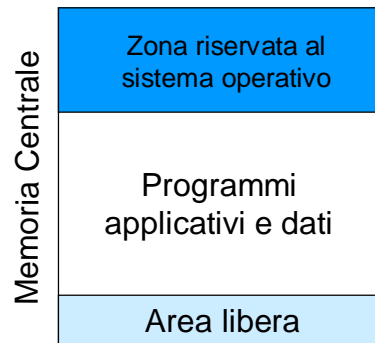 Memoria Centrale
Zona riservata al
sistema operativo
Programmi
applicativi e dati
Area libera